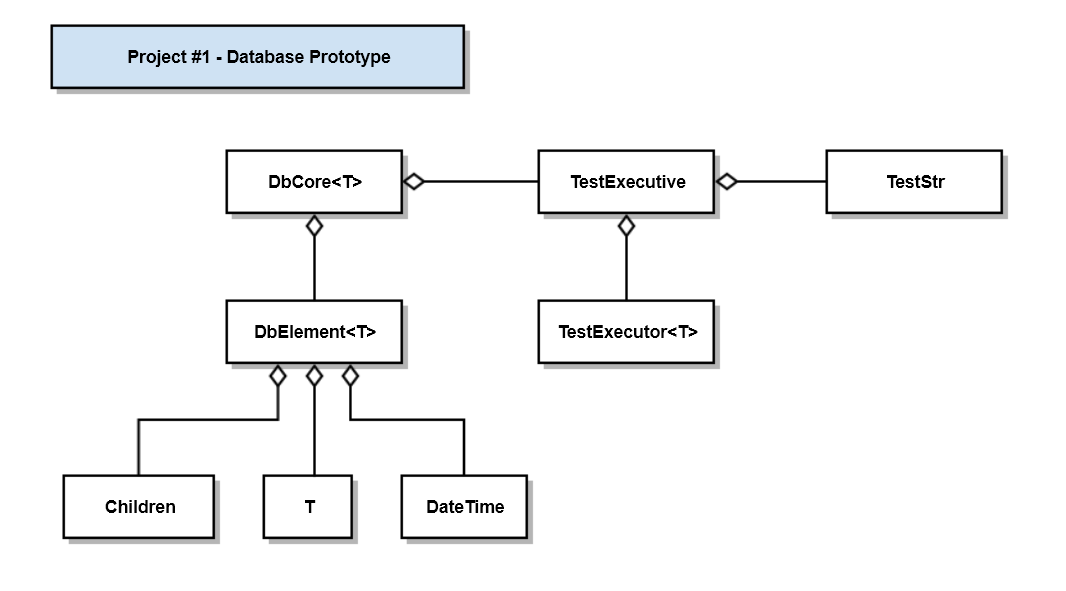 Project #1 - Database Prototype
DbCore<T>
TestExecutive
TestStr
DbElement<T>
TestExecutor<T>
Children
T
DateTime